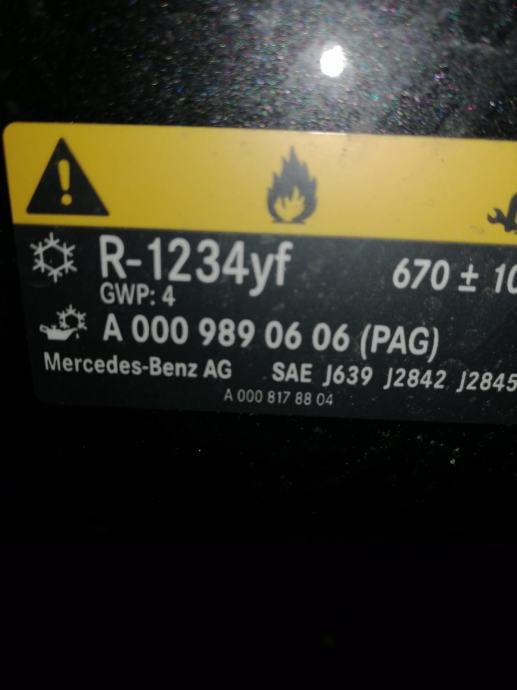 R-1234yf 670 ± 10
GWP: 4
A 000 989 06 06 (PAG)
Mercedes-Benz AG SAE J639 J2842 J2845
A 000 817 88 04